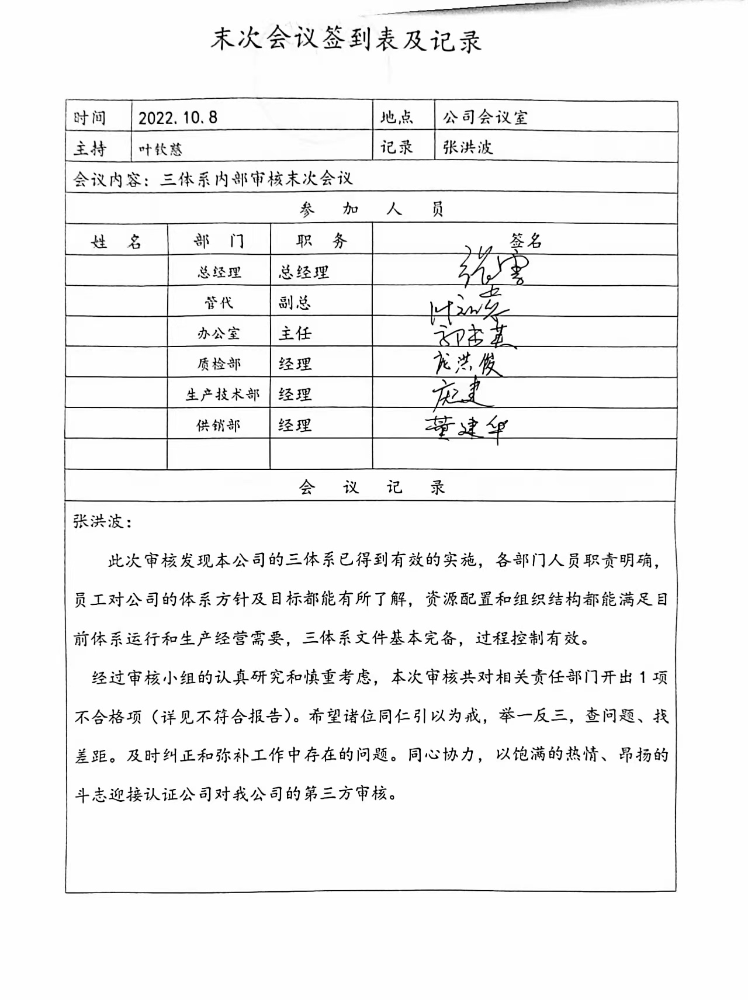 末次会议签到表及记录
时间 2022.10.8 地点 公司会议室
主持 叶钦慈 记录 张洪波
会议内容：三体系内部审核末次会议
参 加 人 员
姓 名 部 门 职 务 签名
总经理 总经理
管代 副总
办公室 主任
质检部 经理 庞洪俊
生产技术部 经理 庞建
供销部 经理 董建华
会 议 记 录
张洪波：
此次审核发现本公司的三体系已得到有效的实施，各部门人员职责明确，
员工对公司的体系方针及目标都能有所了解，资源配置和组织结构都能满足目
前体系运行和生产经营需要，三体系文件基本完备，过程控制有效。
经过审核小组的认真研究和慎重考虑，本次审核共对相关责任部门开出 1 项
不合格项（详见不符合报告）。希望诸位同仁引以为戒，举一反三，查问题、找
差距。及时纠正和弥补工作中存在的问题。同心协力，以饱满的热情、昂扬的
斗志迎接认证公司对我公司的第三方审核。